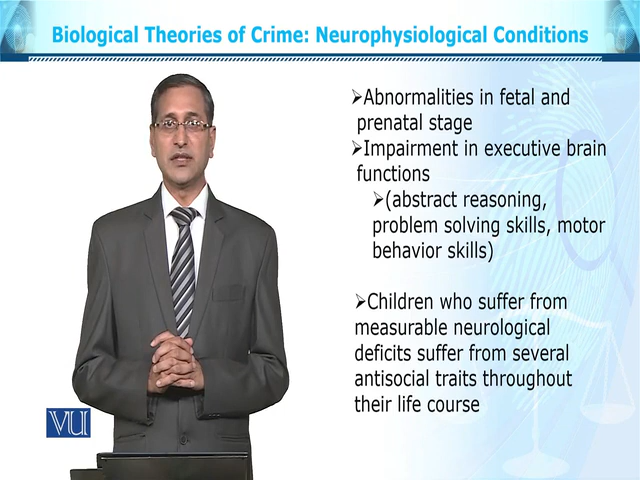 Biological Theories of Crime: Neurophysiological Conditions
➢Abnormalities in fetal and
prenatal stage
➢Impairment in executive brain
functions
➢(abstract reasoning,
problem solving skills, motor
behavior skills)
➢Children who suffer from
measurable neurological
deficits suffer from several
antisocial traits throughout
their life course
VU